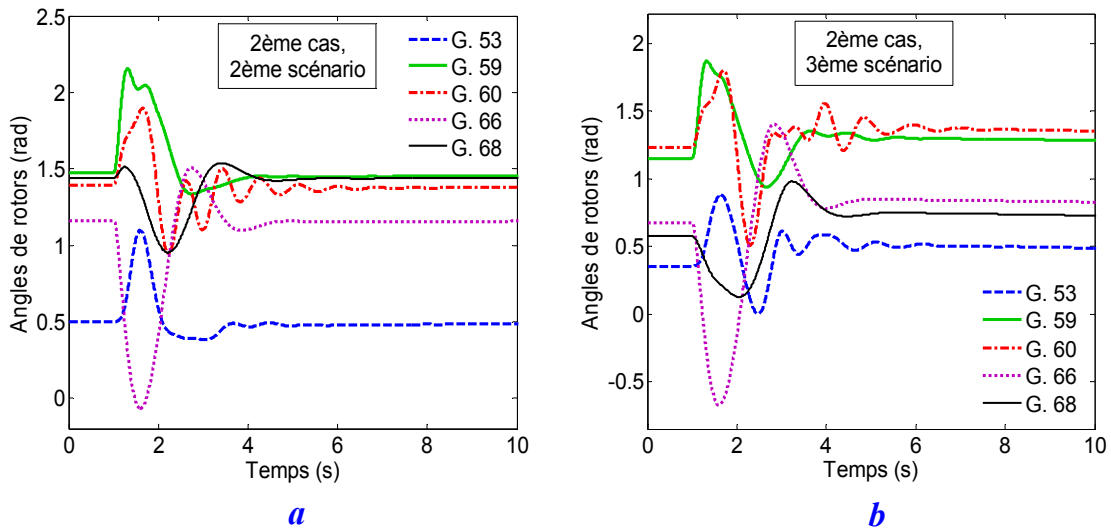 2.5
2
1.5
1
0.5
0
0 2 4 6 8 10
Angles de rotors (rad)
Temps (s)
2ème cas,
2ème scénario
G. 53
G. 59
G. 60
G. 66
G. 68
a
2
1.5
1
0.5
0
-0.5
0 2 4 6 8 10
Angles de rotors (rad)
Temps (s)
2ème cas,
3ème scénario
G. 53
G. 59
G. 60
G. 66
G. 68
b